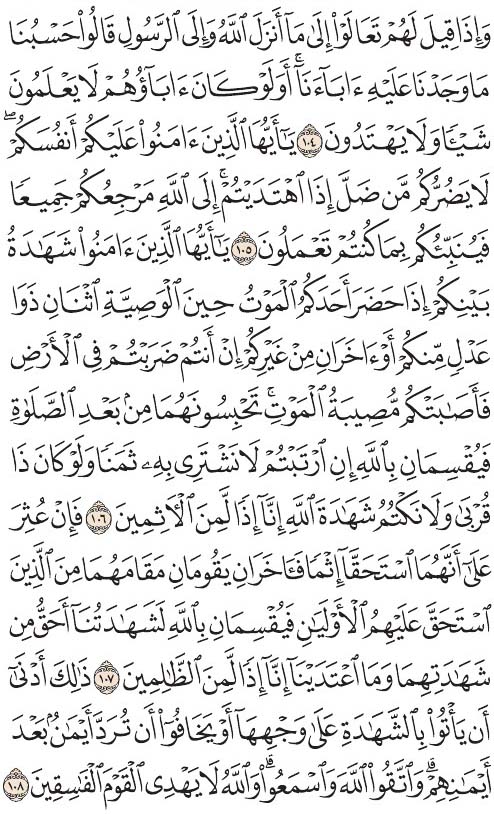 وَإِذَا قِيلَ لَهُمْ تَعَالَوْا۟ إِلَىٰ مَآ أَنزَلَ ٱللَّهُ وَإِلَى ٱلرَّسُولِ قَالُوا۟ حَسْبُنَا
مَا وَجَدْنَا عَلَيْهِ ءَابَآءَنَآۚ أَوَلَوْ كَانَ ءَابَآؤُهُمْ لَا يَعْلَمُونَ
شَيْـًٔا وَلَا يَهْتَدُونَ ١٠٤ يَـٰٓأَيُّهَا ٱلَّذِينَ ءَامَنُوا۟ عَلَيْكُمْ أَنفُسَكُمْۖ
لَا يَضُرُّكُم مَّن ضَلَّ إِذَا ٱهْتَدَيْتُمْۚ إِلَى ٱللَّهِ مَرْجِعُكُمْ جَمِيعًا
فَيُنَبِّئُكُم بِمَا كُنتُمْ تَعْمَلُونَ ١٠٥ يَـٰٓأَيُّهَا ٱلَّذِينَ ءَامَنُوا۟ شَهَـٰدَةُ
بَيْنِكُمْ إِذَا حَضَرَ أَحَدَكُمُ ٱلْمَوْتُ حِينَ ٱلْوَصِيَّةِ ٱثْنَانِ ذَوَا
عَدْلٍ مِّنكُمْ أَوْ ءَاخَرَانِ مِنْ غَيْرِكُمْ إِنْ أَنتُمْ ضَرَبْتُمْ فِى ٱلْأَرْضِ
فَأَصَـٰبَتْكُم مُّصِيبَةُ ٱلْمَوْتِۚ تَحْبِسُونَهُمَا مِنۢ بَعْدِ ٱلصَّلَوٰةِ
فَيُقْسِمَانِ بِٱللَّهِ إِنِ ٱرْتَبْتُمْ لَا نَشْتَرِى بِهِۦ ثَمَنًا وَلَوْ كَانَ ذَا
قُرْبَىٰ وَلَا نَكْتُمُ شَهَـٰدَةَ ٱللَّهِ إِنَّآ إِذًا لَّمِنَ ٱلْـَٔاثِمِينَ ١٠٦ فَإِنْ عُثِرَ
عَلَىٰٓ أَنَّهُمَا ٱسْتَحَقَّآ إِثْمًا فَـَٔاخَرَانِ يَقُومَانِ مَقَامَهُمَا مِنَ ٱلَّذِينَ
ٱسْتَحَقَّ عَلَيْهِمُ ٱلْأَوْلَيَـٰنِ فَيُقْسِمَانِ بِٱللَّهِ لَشَهَـٰدَتُنَآ أَحَقُّ مِن
شَهَـٰدَتِهِمَا وَمَا ٱعْتَدَيْنَآ إِنَّآ إِذًا لَّمِنَ ٱلظَّـٰلِمِينَ ١٠٧ ذَٰلِكَ أَدْنَىٰٓ
أَن يَأْتُوا۟ بِٱلشَّهَـٰدَةِ عَلَىٰ وَجْهِهَآ أَوْ يَخَافُوٓا۟ أَن تُرَدَّ أَيْمَـٰنٌۢ بَعْدَ
أَيْمَـٰنِهِمْۗ وَٱتَّقُوا۟ ٱللَّهَ وَٱسْمَعُوا۟ۗ وَٱللَّهُ لَا يَهْدِى ٱلْقَوْمَ ٱلْفَـٰسِقِينَ ١٠٨